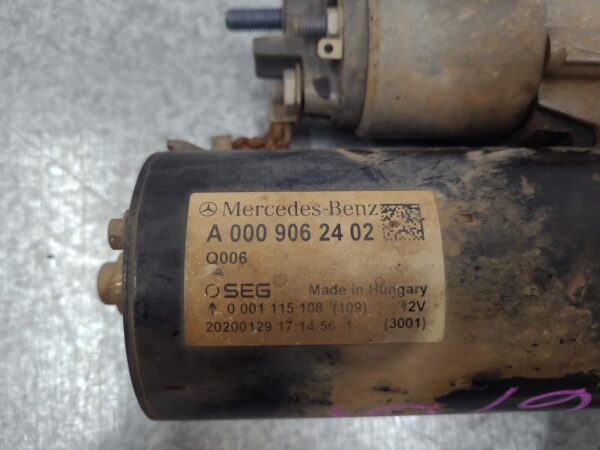 Mercedes-Benz
A 000 906 24 02
Q006
SEG Made in Hungary
↑ 0 001 115 108 (109) 12V
20200129 17:14:56 1 (3001)